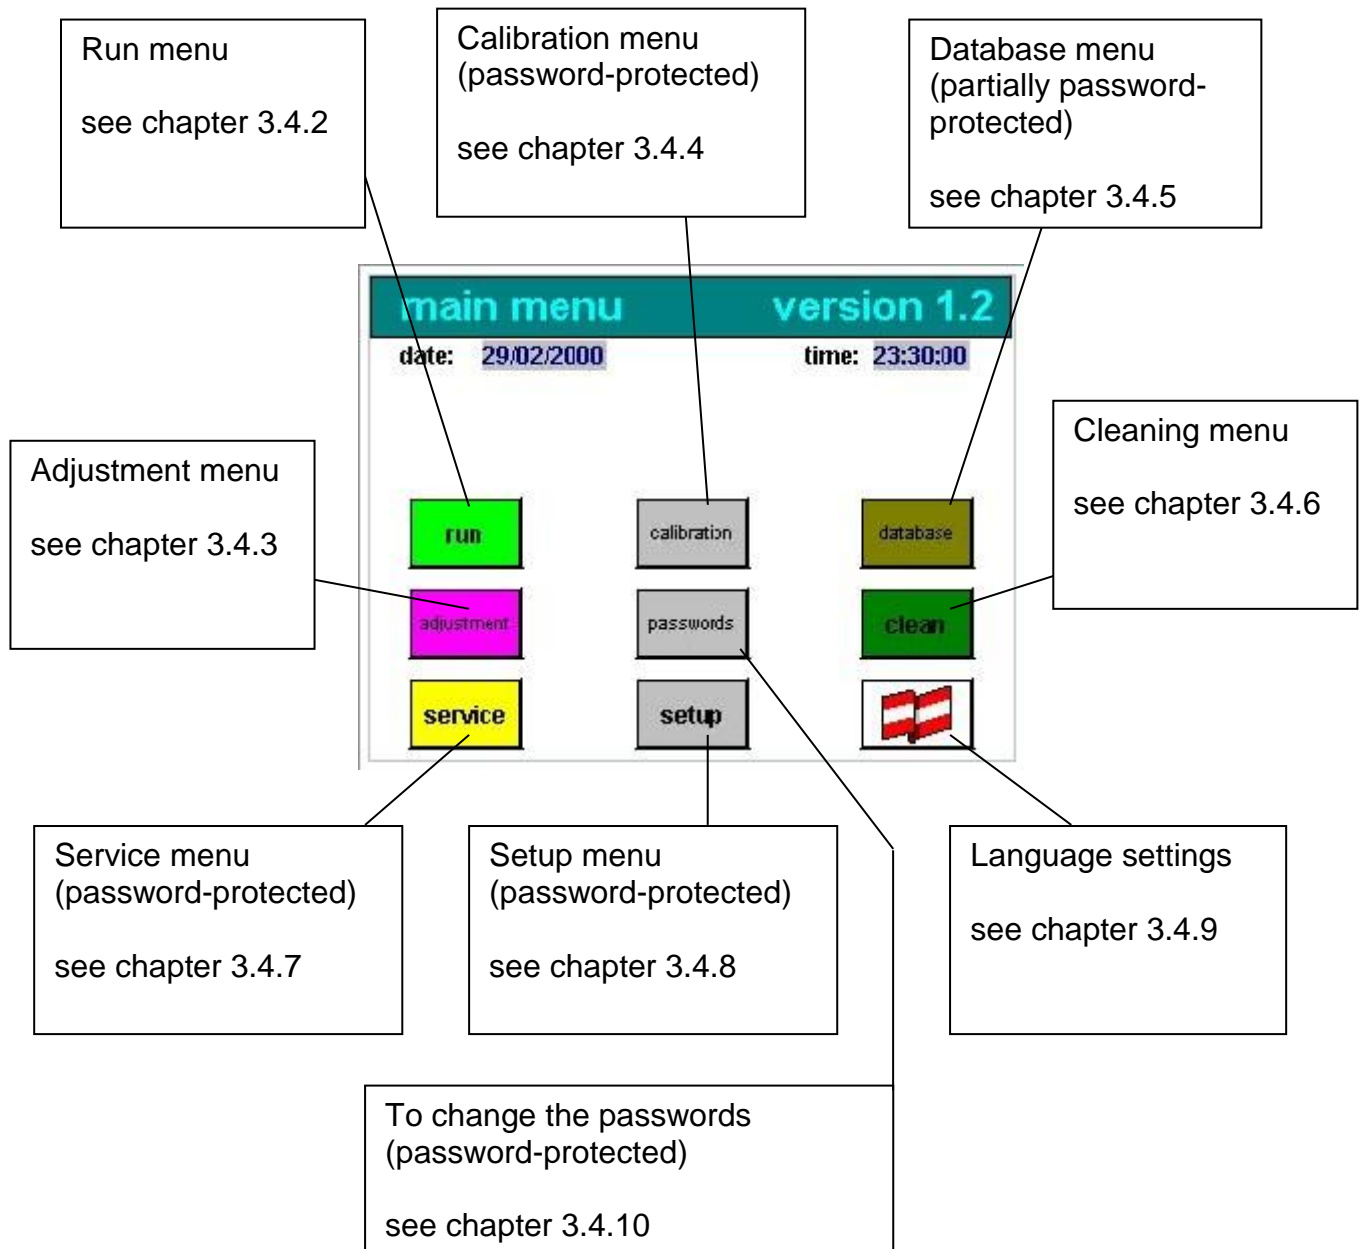 Run menu
see chapter 3.4.2
Calibration menu
(password-protected)
see chapter 3.4.4
Database menu
(partially password-
protected)
see chapter 3.4.5
main menu version 1.2
date: 29/02/2000 time: 23:30:00
Adjustment menu
see chapter 3.4.3
Cleaning menu
see chapter 3.4.6
run calibration database
adjustment passwords clean
service setup
Service menu
(password-protected)
see chapter 3.4.7
Setup menu
(password-protected)
see chapter 3.4.8
Language settings
see chapter 3.4.9
To change the passwords
(password-protected)
see chapter 3.4.10